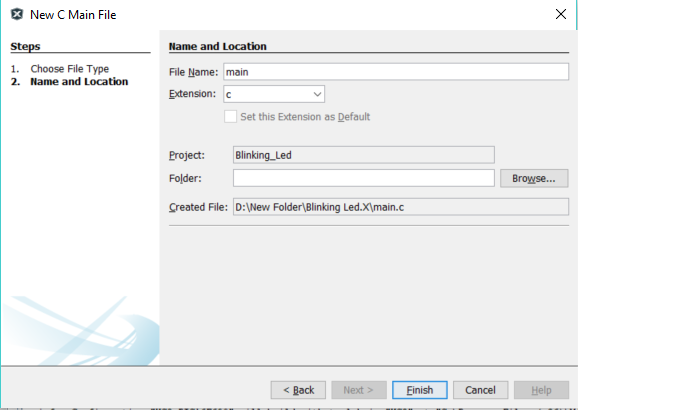 New C Main File
Steps
1. Choose File Type
2. Name and Location
Name and Location
File Name: main
Extension: c
Set this Extension as Default
Project: Blinking_Led
Folder:
Browse...
Created File: D:\New Folder\Blinking Led.X\main.c
< Back
Next >
Finish
Cancel
Help